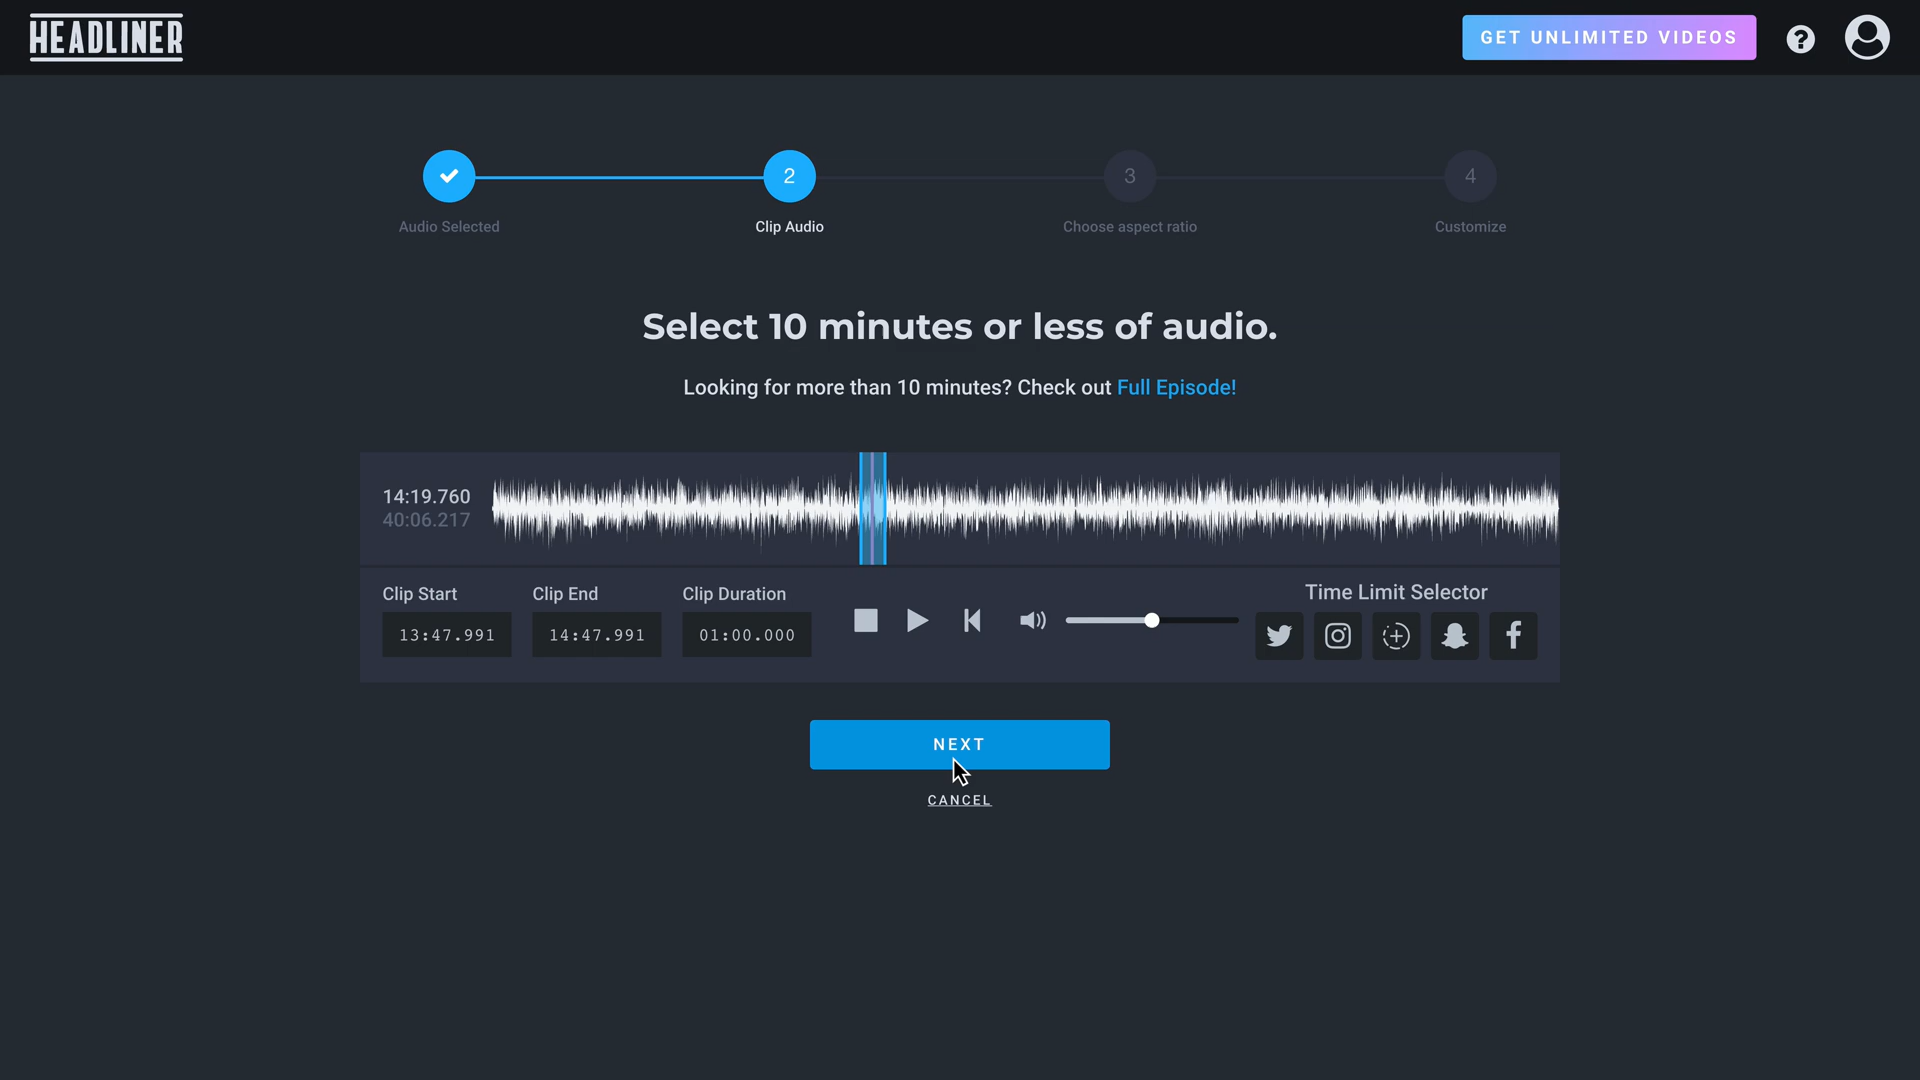 HEADLINER
GET UNLIMITED VIDEOS
?
2
3
4
Audio Selected
Clip Audio
Choose aspect ratio
Customize
Select 10 minutes or less of audio.
Looking for more than 10 minutes? Check out Full Episode!
14:19.760
40:06.217
Clip Start
Clip End
Clip Duration
Time Limit Selector
13:47.991
14:47.991
01:00.000
NEXT
CANCEL